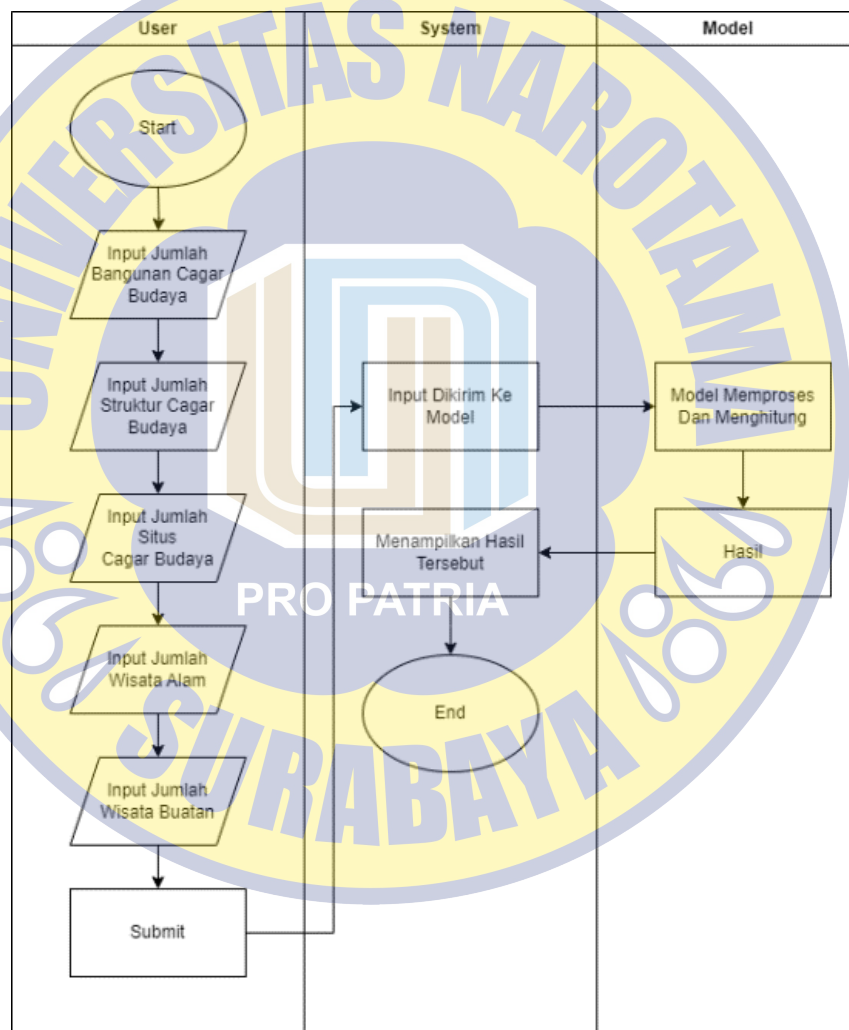 User
System
Model
Start
Input Jumlah
Bangunan Cagar
Budaya
Input Jumlah
Struktur Cagar
Budaya
Input Jumlah
Situs
Cagar Budaya
Input Jumlah
Wisata Alam
Input Jumlah
Wisata Buatan
Submit
Input Dikirim Ke
Model
Model Memproses
Dan Menghitung
Hasil
Menampilkan Hasil
Tersebut
End
UNIVERSITAS NAROTAMA
PRO PATRIA
SURABAYA